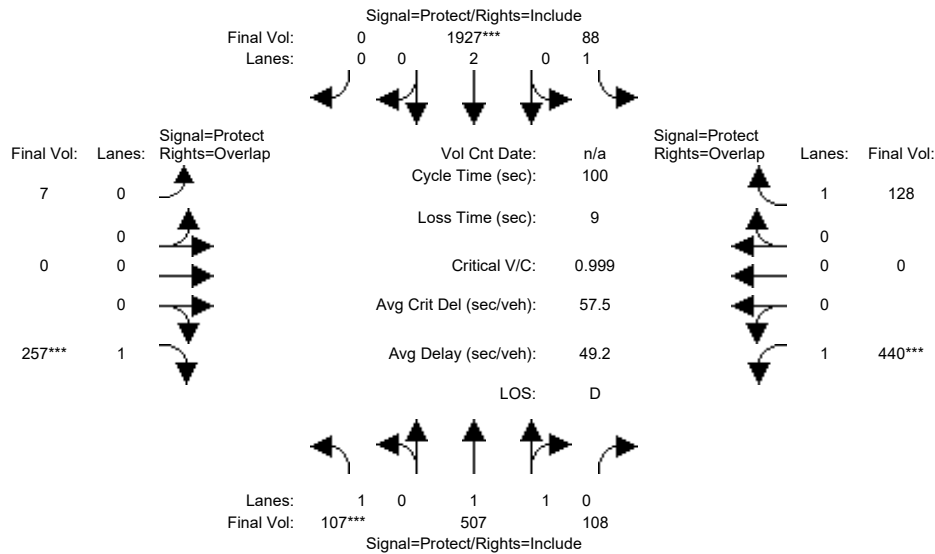 Signal=Protect/Rights=Include
Final Vol: 0 1927*** 88
Lanes: 0 0 2 0 1
Signal=Protect
Rights=Overlap
Final Vol: Lanes:
7 0
0
0 0
0
257*** 1
Vol Cnt Date: n/a
Cycle Time (sec): 100
Loss Time (sec): 9
Critical V/C: 0.999
Avg Crit Del (sec/veh): 57.5
Avg Delay (sec/veh): 49.2
LOS: D
Signal=Protect
Rights=Overlap
Lanes: Final Vol:
1 128
0
0 0
0
1 440***
Lanes: 1 0 1 1 0
Final Vol: 107*** 507 108
Signal=Protect/Rights=Include